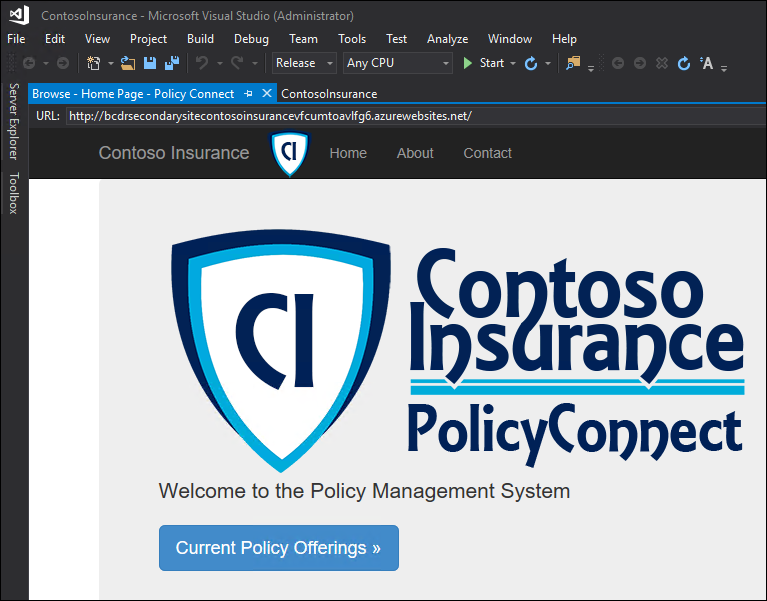 ContosoInsurance - Microsoft Visual Studio (Administrator)
File Edit View Project Build Debug Team Tools Test Analyze Window Help
Release Any CPU Start
Browse - Home Page - Policy Connect ContosoInsurance
URL: http://bcdrsecondarysitecontosoinsurancevfcumtoavlfg6.azurewebsites.net/
Server Explorer
Toolbox
Contoso Insurance CI Home About Contact
CI
Contoso
Insurance
PolicyConnect
Welcome to the Policy Management System
Current Policy Offerings »